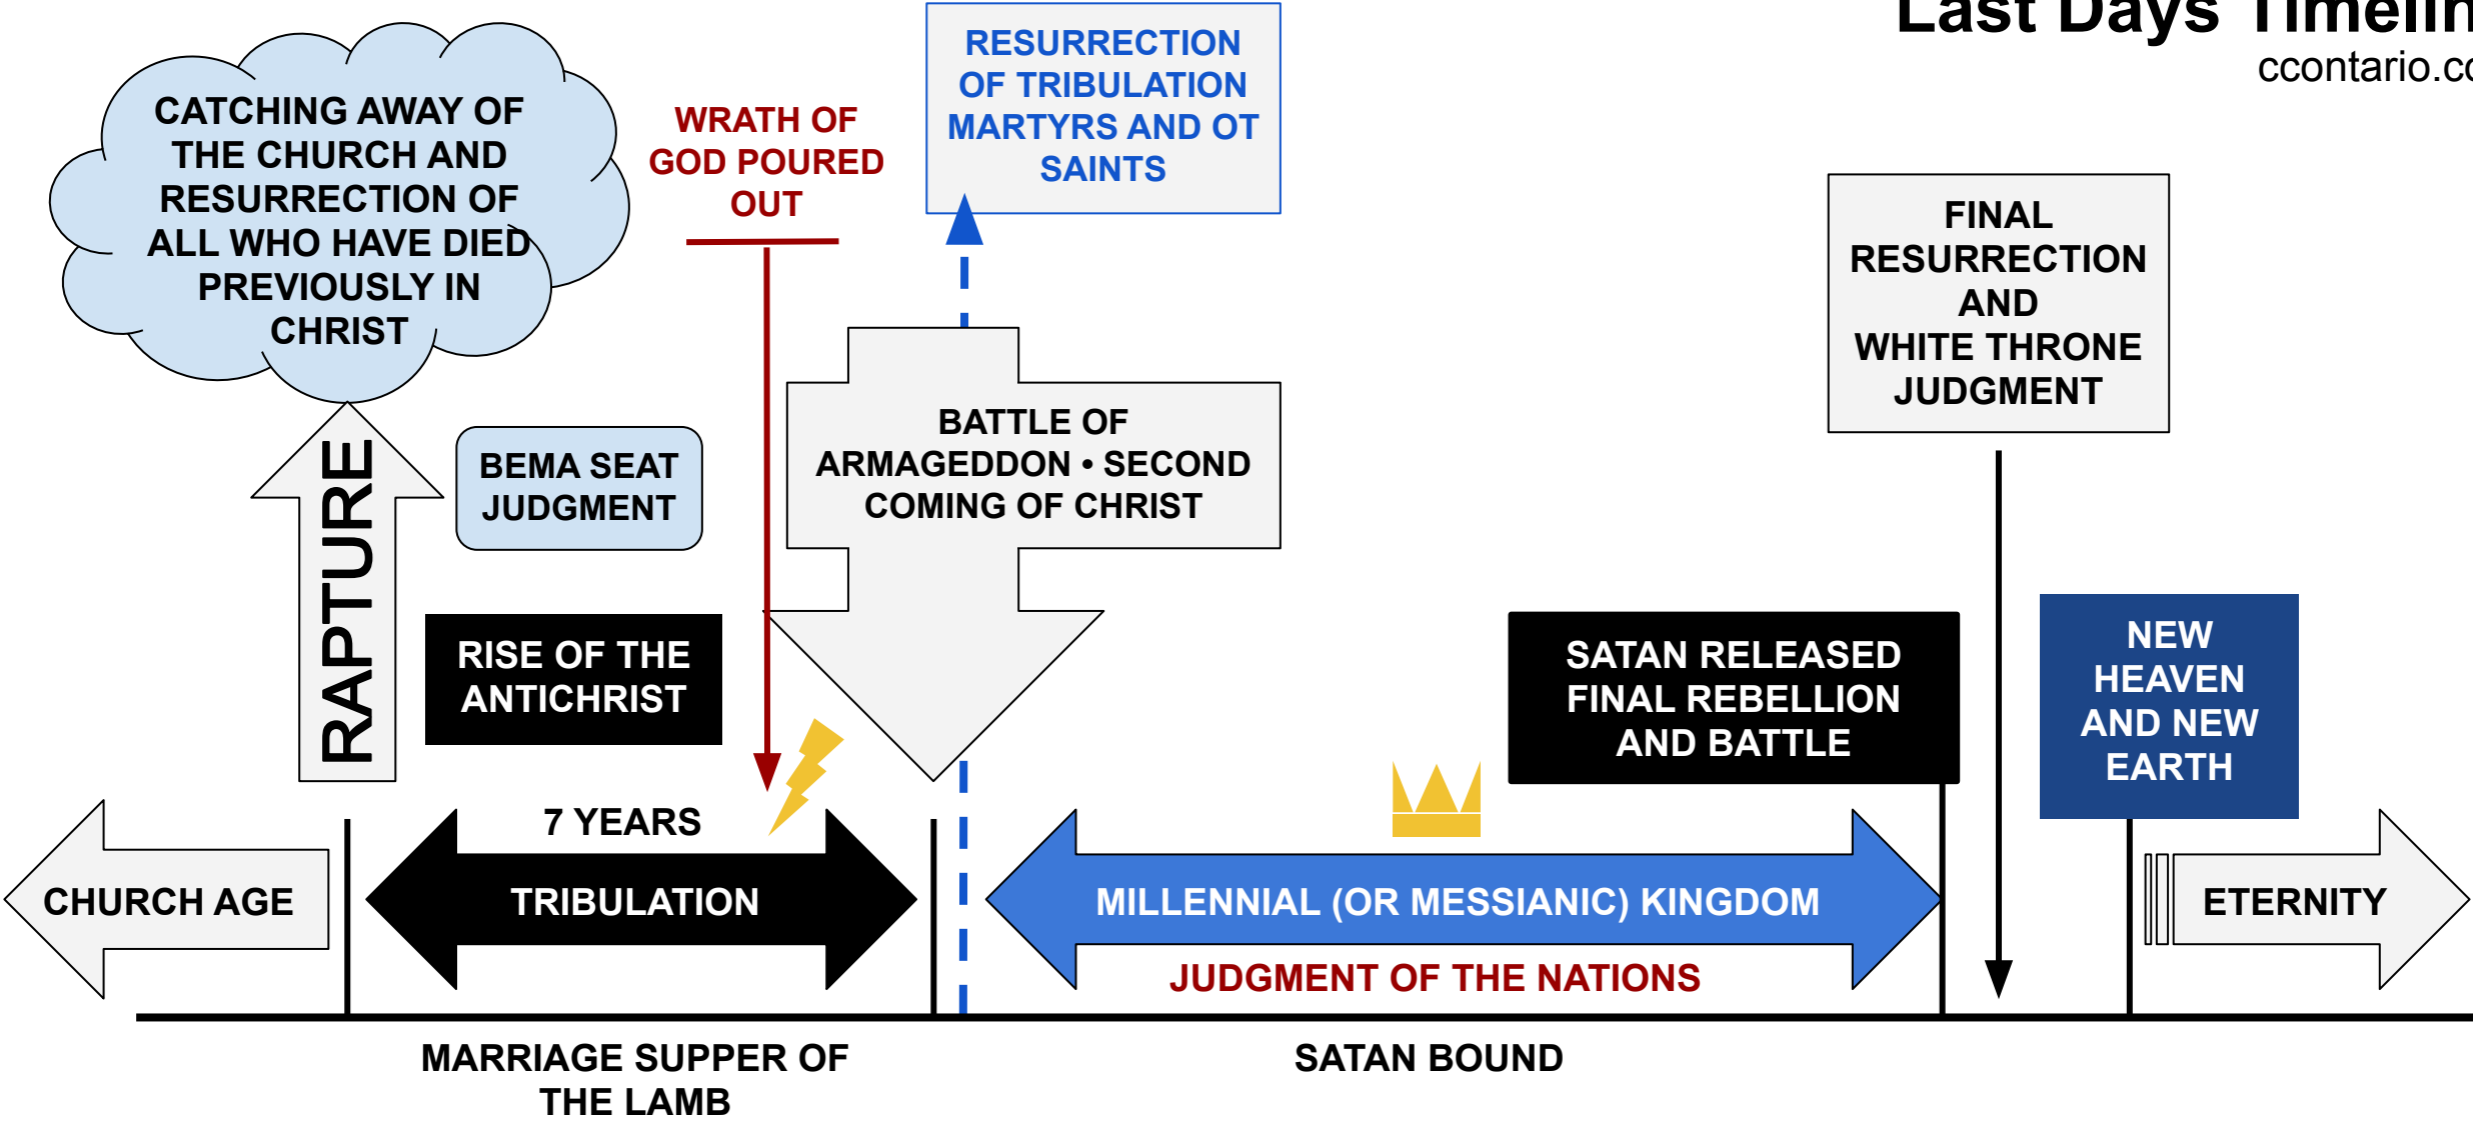 Last Days Timelin
ccontario.co
CATCHING AWAY OF
THE CHURCH AND
RESURRECTION OF
ALL WHO HAVE DIED
PREVIOUSLY IN
CHRIST
WRATH OF
GOD POURED
OUT
RESURRECTION
OF TRIBULATION
MARTYRS AND OT
SAINTS
FINAL
RESURRECTION
AND
WHITE THRONE
JUDGMENT
RAPTURE
BEMA SEAT
JUDGMENT
BATTLE OF
ARMAGEDDON • SECOND
COMING OF CHRIST
RISE OF THE
ANTICHRIST
SATAN RELEASED
FINAL REBELLION
AND BATTLE
NEW
HEAVEN
AND NEW
EARTH
7 YEARS
CHURCH AGE
TRIBULATION
MILLENNIAL (OR MESSIANIC) KINGDOM
ETERNITY
JUDGMENT OF THE NATIONS
MARRIAGE SUPPER OF
THE LAMB
SATAN BOUND